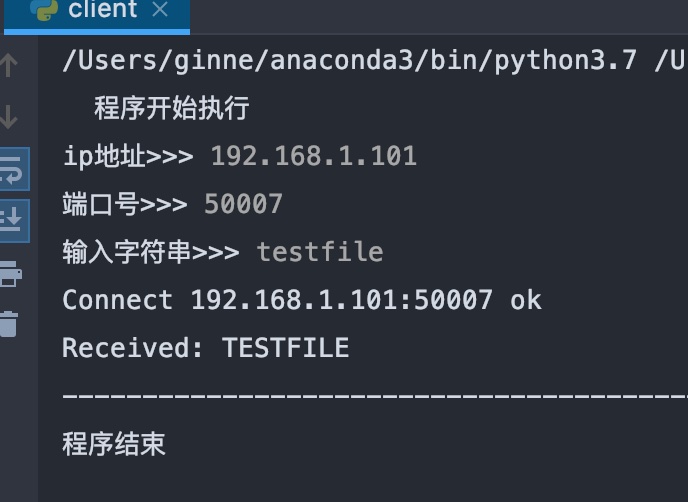 client
/Users/ginne/anaconda3/bin/python3.7 /U
程序开始执行
ip地址>>> 192.168.1.101
端口号>>> 50007
输入字符串>>> testfile
Connect 192.168.1.101:50007 ok
Received: TESTFILE
----------------------------------------
程序结束